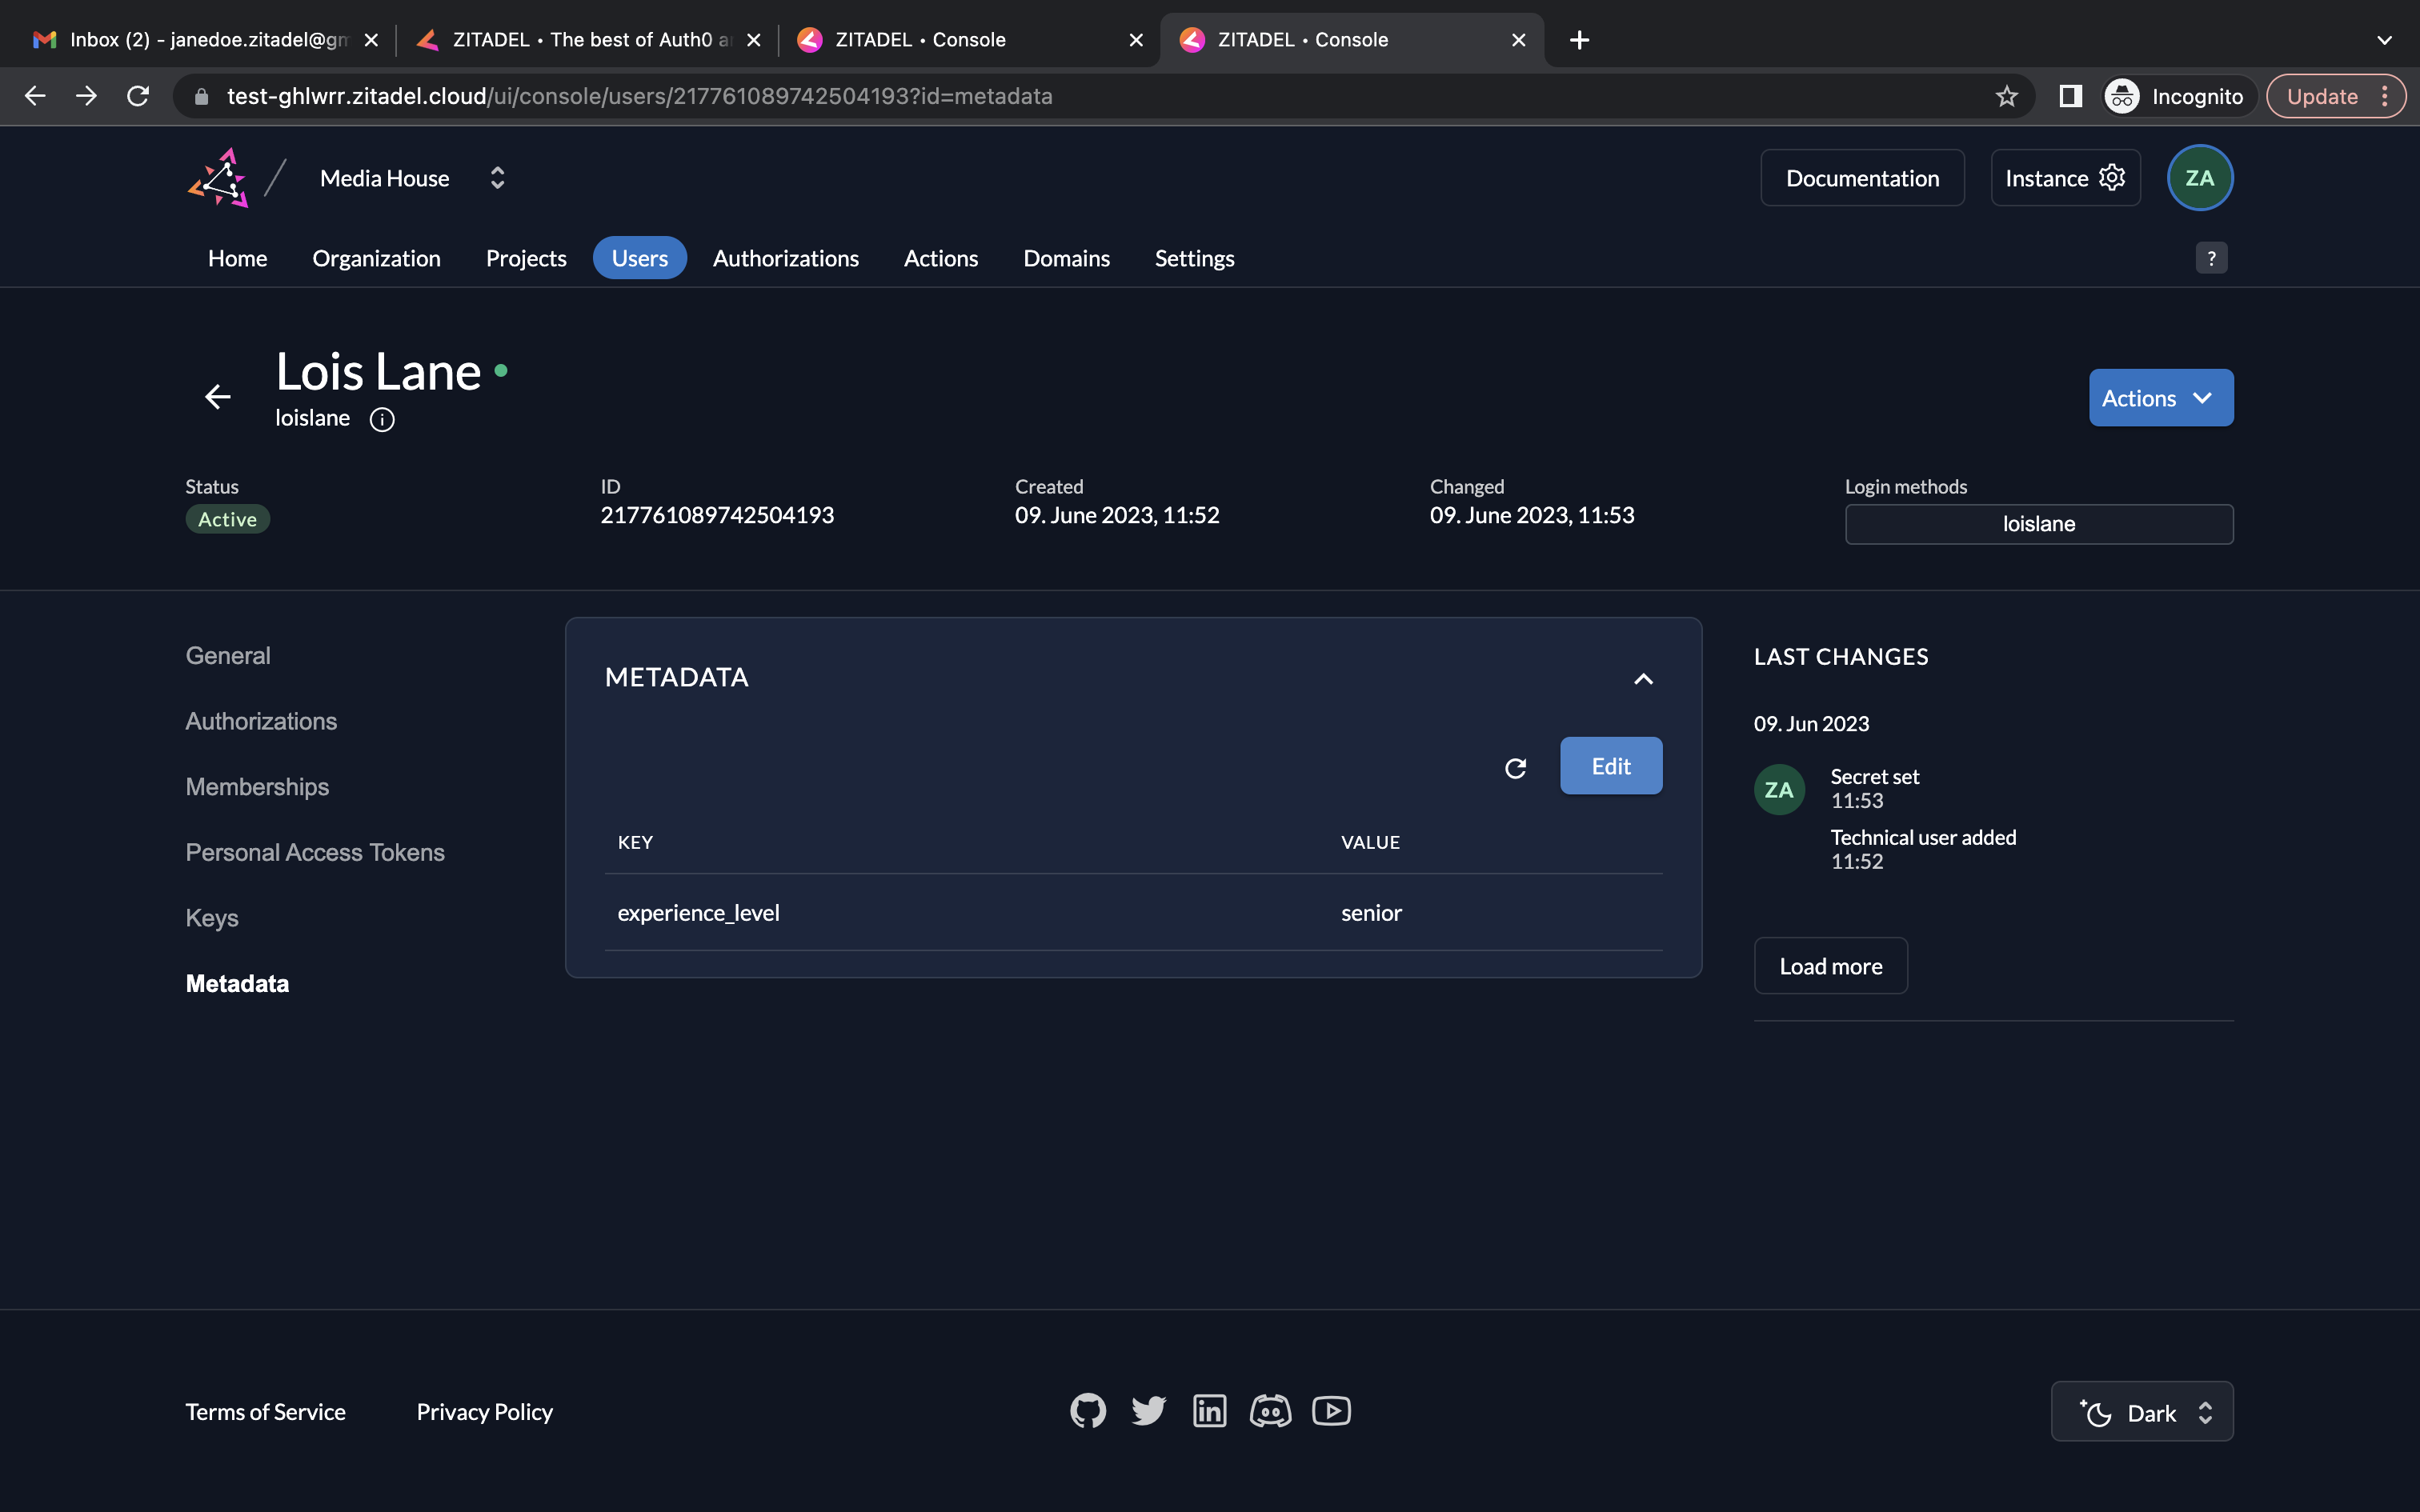 Inbox (2) - janedoe.zitadel@gm
ZITADEL • The best of Auth0 a
ZITADEL • Console
ZITADEL • Console
test-ghlwrr.zitadel.cloud/ui/console/users/217761089742504193?id=metadata
Incognito
Update
Media House
Documentation
Instance
ZA
Home Organization Projects Users Authorizations Actions Domains Settings ?
Lois Lane
loislane
Actions
Status ID Created Changed Login methods
Active 217761089742504193 09. June 2023, 11:52 09. June 2023, 11:53 loislane
General
Authorizations
Memberships
Personal Access Tokens
Keys
Metadata
METADATA
Edit
KEY VALUE
experience_level senior
LAST CHANGES
09. Jun 2023
ZA
Secret set
11:53
Technical user added
11:52
Load more
Terms of Service Privacy Policy
in
Dark